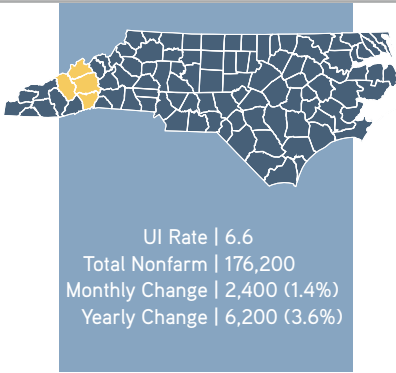 UI Rate | 6.6
Total Nonfarm | 176,200
Monthly Change | 2,400 (1.4%)
Yearly Change | 6,200 (3.6%)